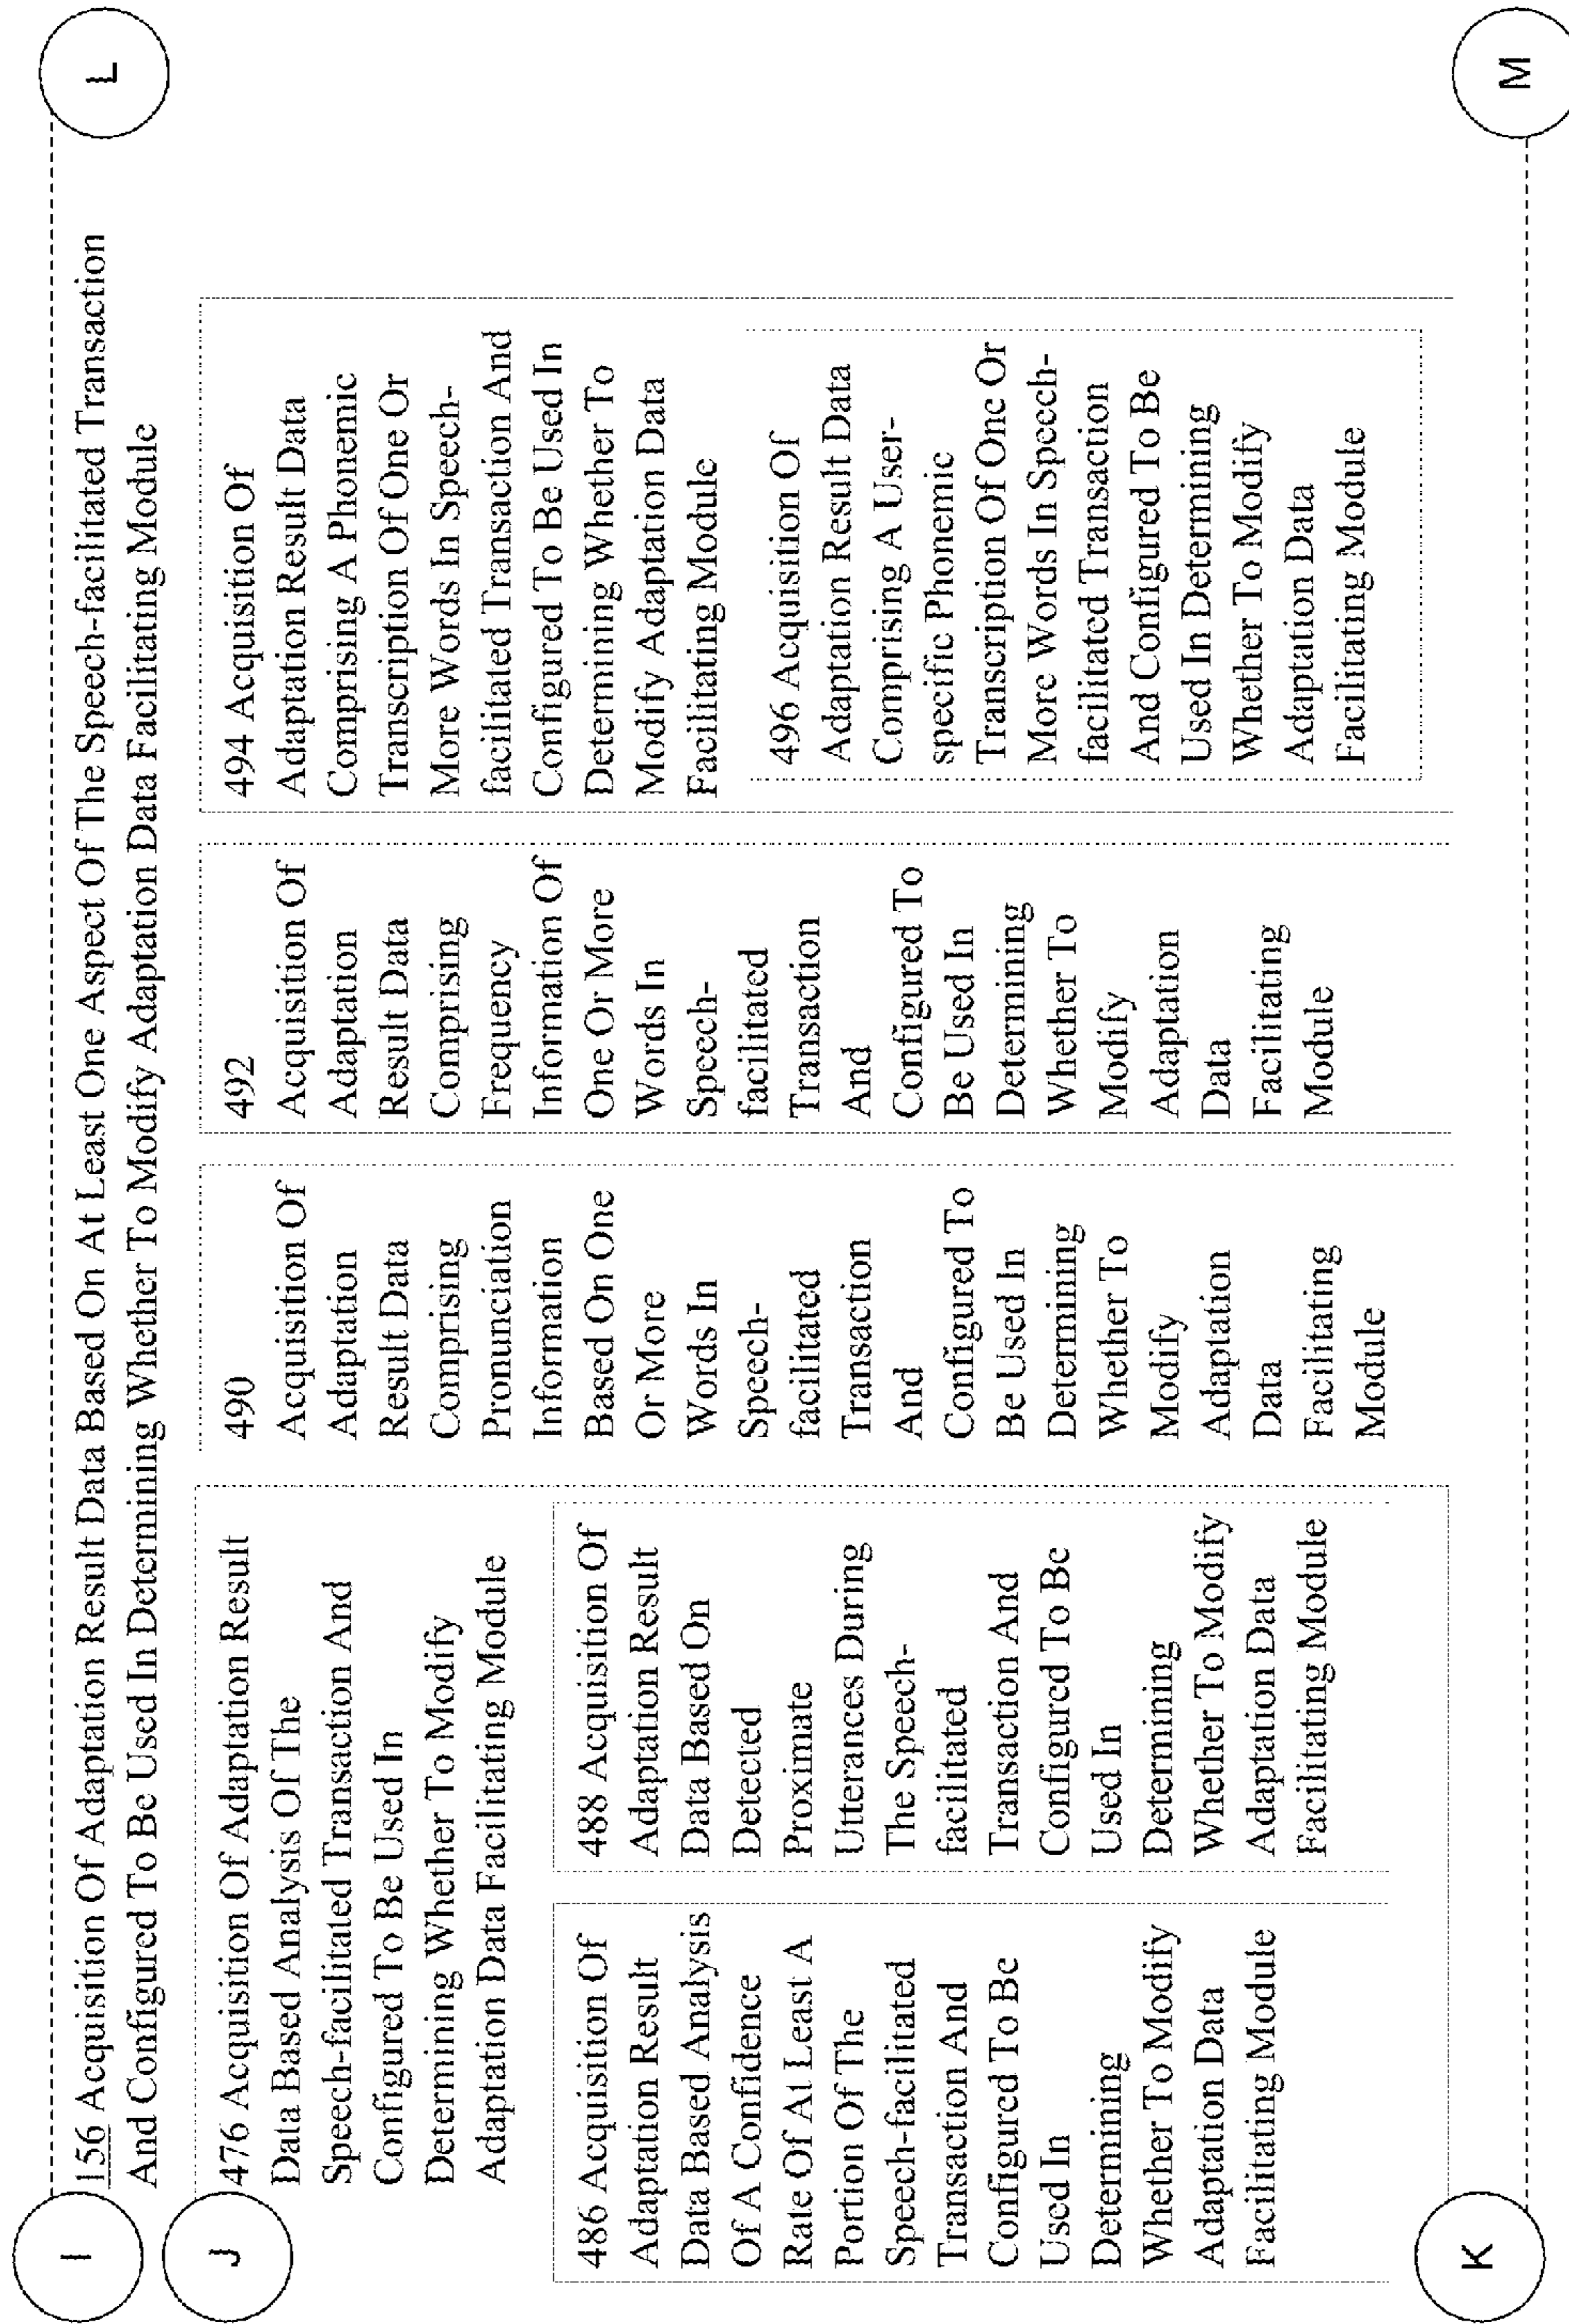 I
L
156 Acquisition Of Adaptation Result Data Based On At Least One Aspect Of The Speech-facilitated Transaction
And Configured To Be Used In Determining Whether To Modify Adaptation Data Facilitating Module
J
476 Acquisition Of Adaptation Result
Data Based Analysis Of The
Speech-facilitated Transaction And
Configured To Be Used In
Determining Whether To Modify
Adaptation Data Facilitating Module
486 Acquisition Of
Adaptation Result
Data Based Analysis
Of A Confidence
Rate Of At Least A
Portion Of The
Speech-facilitated
Transaction And
Configured To Be
Used In
Determining
Whether To Modify
Adaptation Data
Facilitating Module
488 Acquisition Of
Adaptation Result
Data Based On
Detected
Proximate
Utterances During
The Speech-
facilitated
Transaction And
Configured To Be
Used In
Determining
Whether To Modify
Adaptation Data
Facilitating Module
490
Acquisition Of
Adaptation
Result Data
Comprising
Pronunciation
Information
Based On One
Or More
Words In
Speech-
facilitated
Transaction
And
Configured To
Be Used In
Determining
Whether To
Modify
Adaptation
Data
Facilitating
Module
492
Acquisition Of
Adaptation
Result Data
Comprising
Frequency
Information Of
One Or More
Words In
Speech-
facilitated
Transaction
And
Configured To
Be Used In
Determining
Whether To
Modify
Adaptation
Data
Facilitating
Module
494 Acquisition Of
Adaptation Result Data
Comprising A Phonemic
Transcription Of One Or
More Words In Speech-
facilitated Transaction And
Configured To Be Used In
Determining Whether To
Modify Adaptation Data
Facilitating Module
496 Acquisition Of
Adaptation Result Data
Comprising A User-
specific Phonemic
Transcription Of One Or
More Words In Speech-
facilitated Transaction
And Configured To Be
Used In Determining
Whether To Modify
Adaptation Data
Facilitating Module
K
M